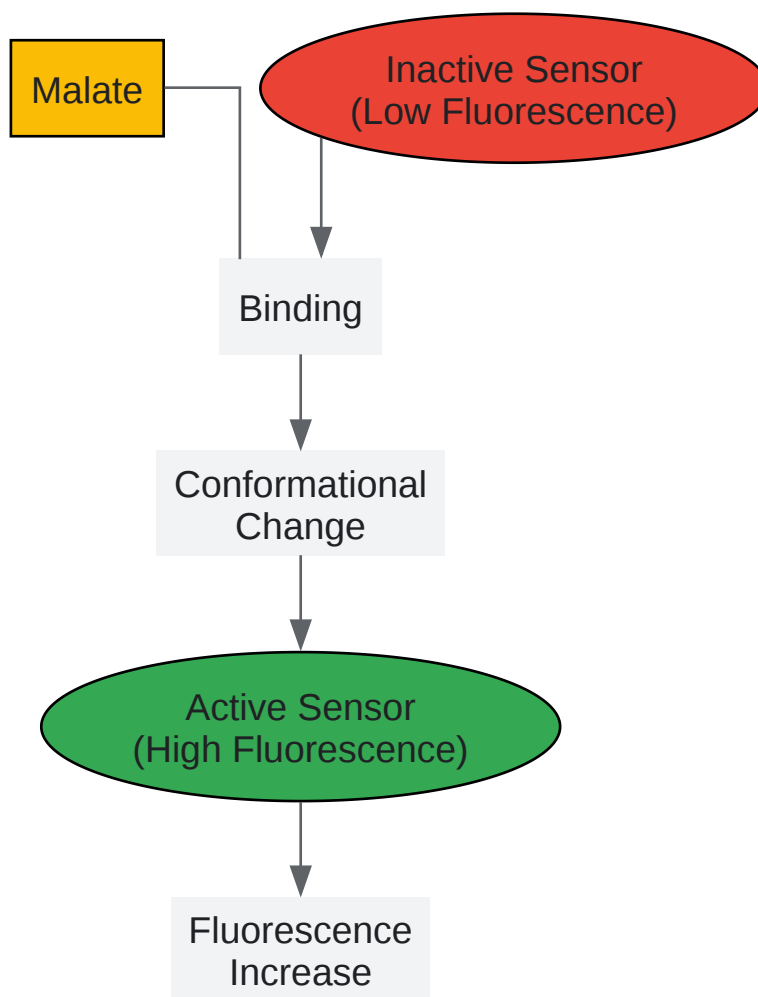 Malate
Inactive Sensor
(Low Fluorescence)
Binding
Conformational
Change
Active Sensor
(High Fluorescence)
Fluorescence
Increase